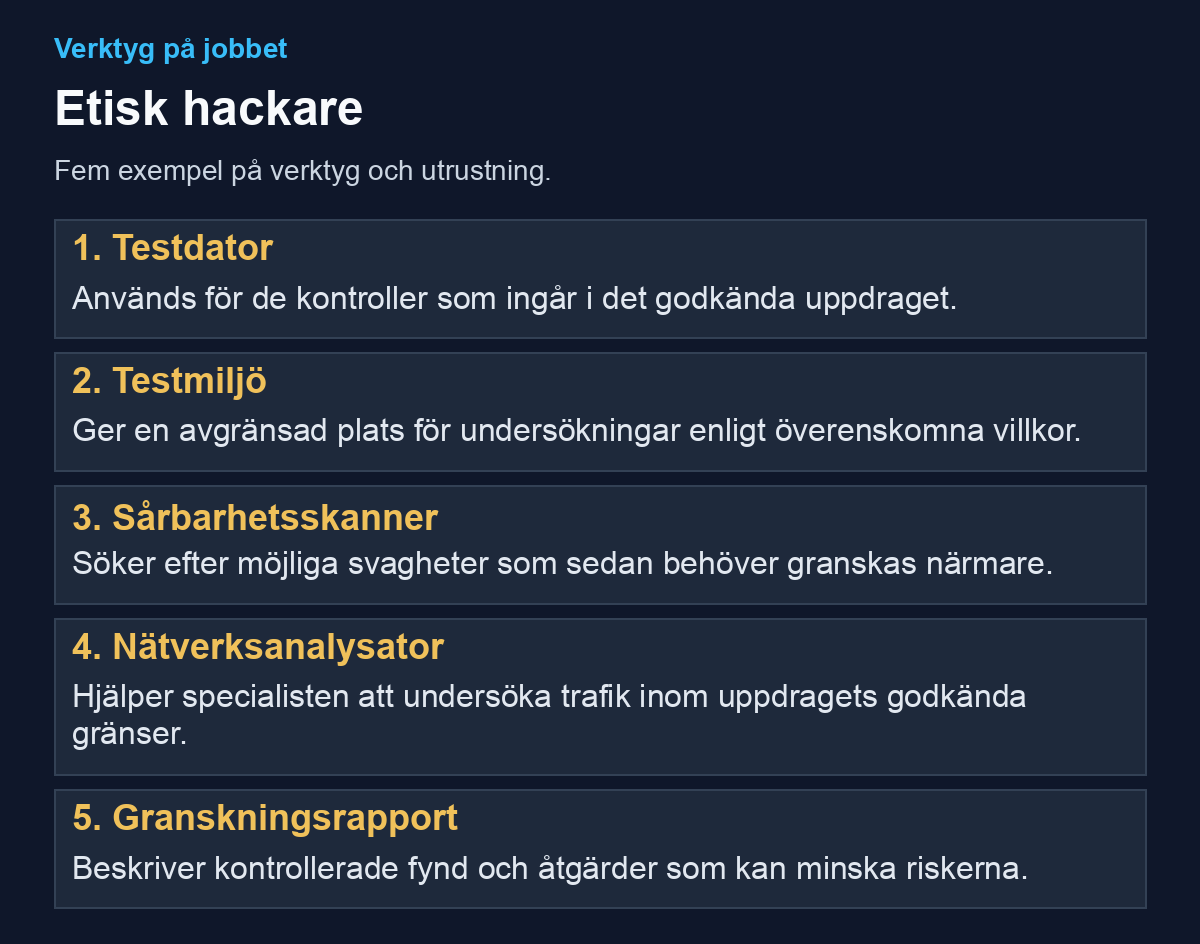 Verktyg på jobbet
Etisk hackare
Fem exempel på verktyg och utrustning.
1. Testdator
Används för de kontroller som ingår i det godkända uppdraget.
2. Testmiljö
Ger en avgränsad plats för undersökningar enligt överenskomna villkor.
3. Sårbarhetsskanner
Söker efter möjliga svagheter som sedan behöver granskas närmare.
4. Nätverksanalysator
Hjälper specialisten att undersöka trafik inom uppdragets godkända
gränser.
5. Granskningsrapport
Beskriver kontrollerade fynd och åtgärder som kan minska riskerna.